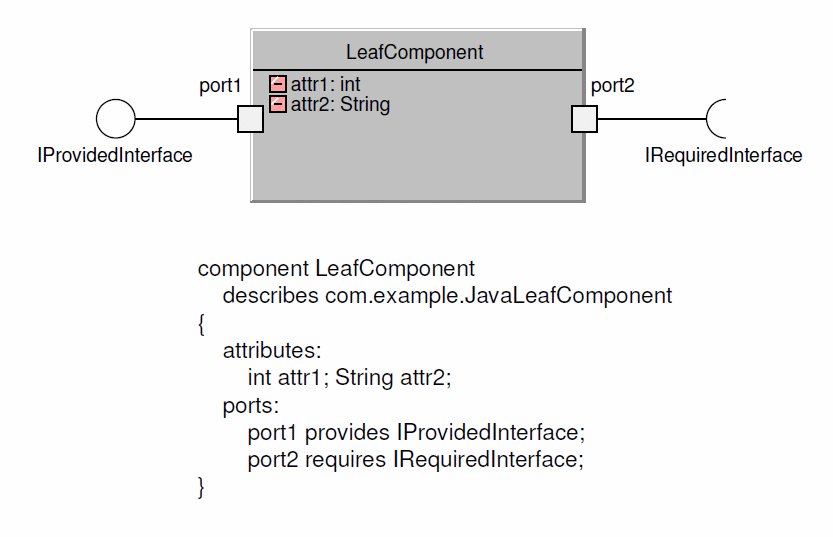 LeafComponent
port1
attr1: int
port2
attr2: String
IProvidedInterface
IRequiredInterface
component LeafComponent
describes com.example.JavaLeafComponent
{
attributes:
int attr1; String attr2;
ports:
port1 provides IProvidedInterface;
port2 requires IRequiredInterface;
}